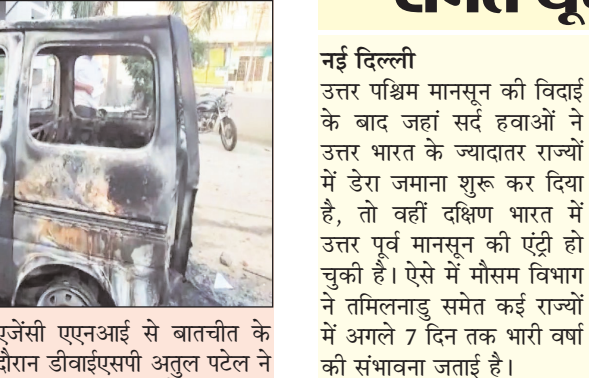 नई दिल्ली
उत्तर पश्चिम मानसून की विदाई
के बाद जहां सर्द हवाओं ने
उत्तर भारत के ज्यादातर राज्यों
में डेरा जमाना शुरू कर दिया
है, तो वहीं दक्षिण भारत में
उत्तर पूर्व मानसून की एंट्री हो
चुकी है। ऐसे में मौसम विभाग
ने तमिलनाडु समेत कई राज्यों
में अगले 7 दिन तक भारी वर्षा
की संभावना जताई है।
एजेंसी एएनआई से बातचीत के
दौरान डीवाईएसपी अतुल पटेल ने